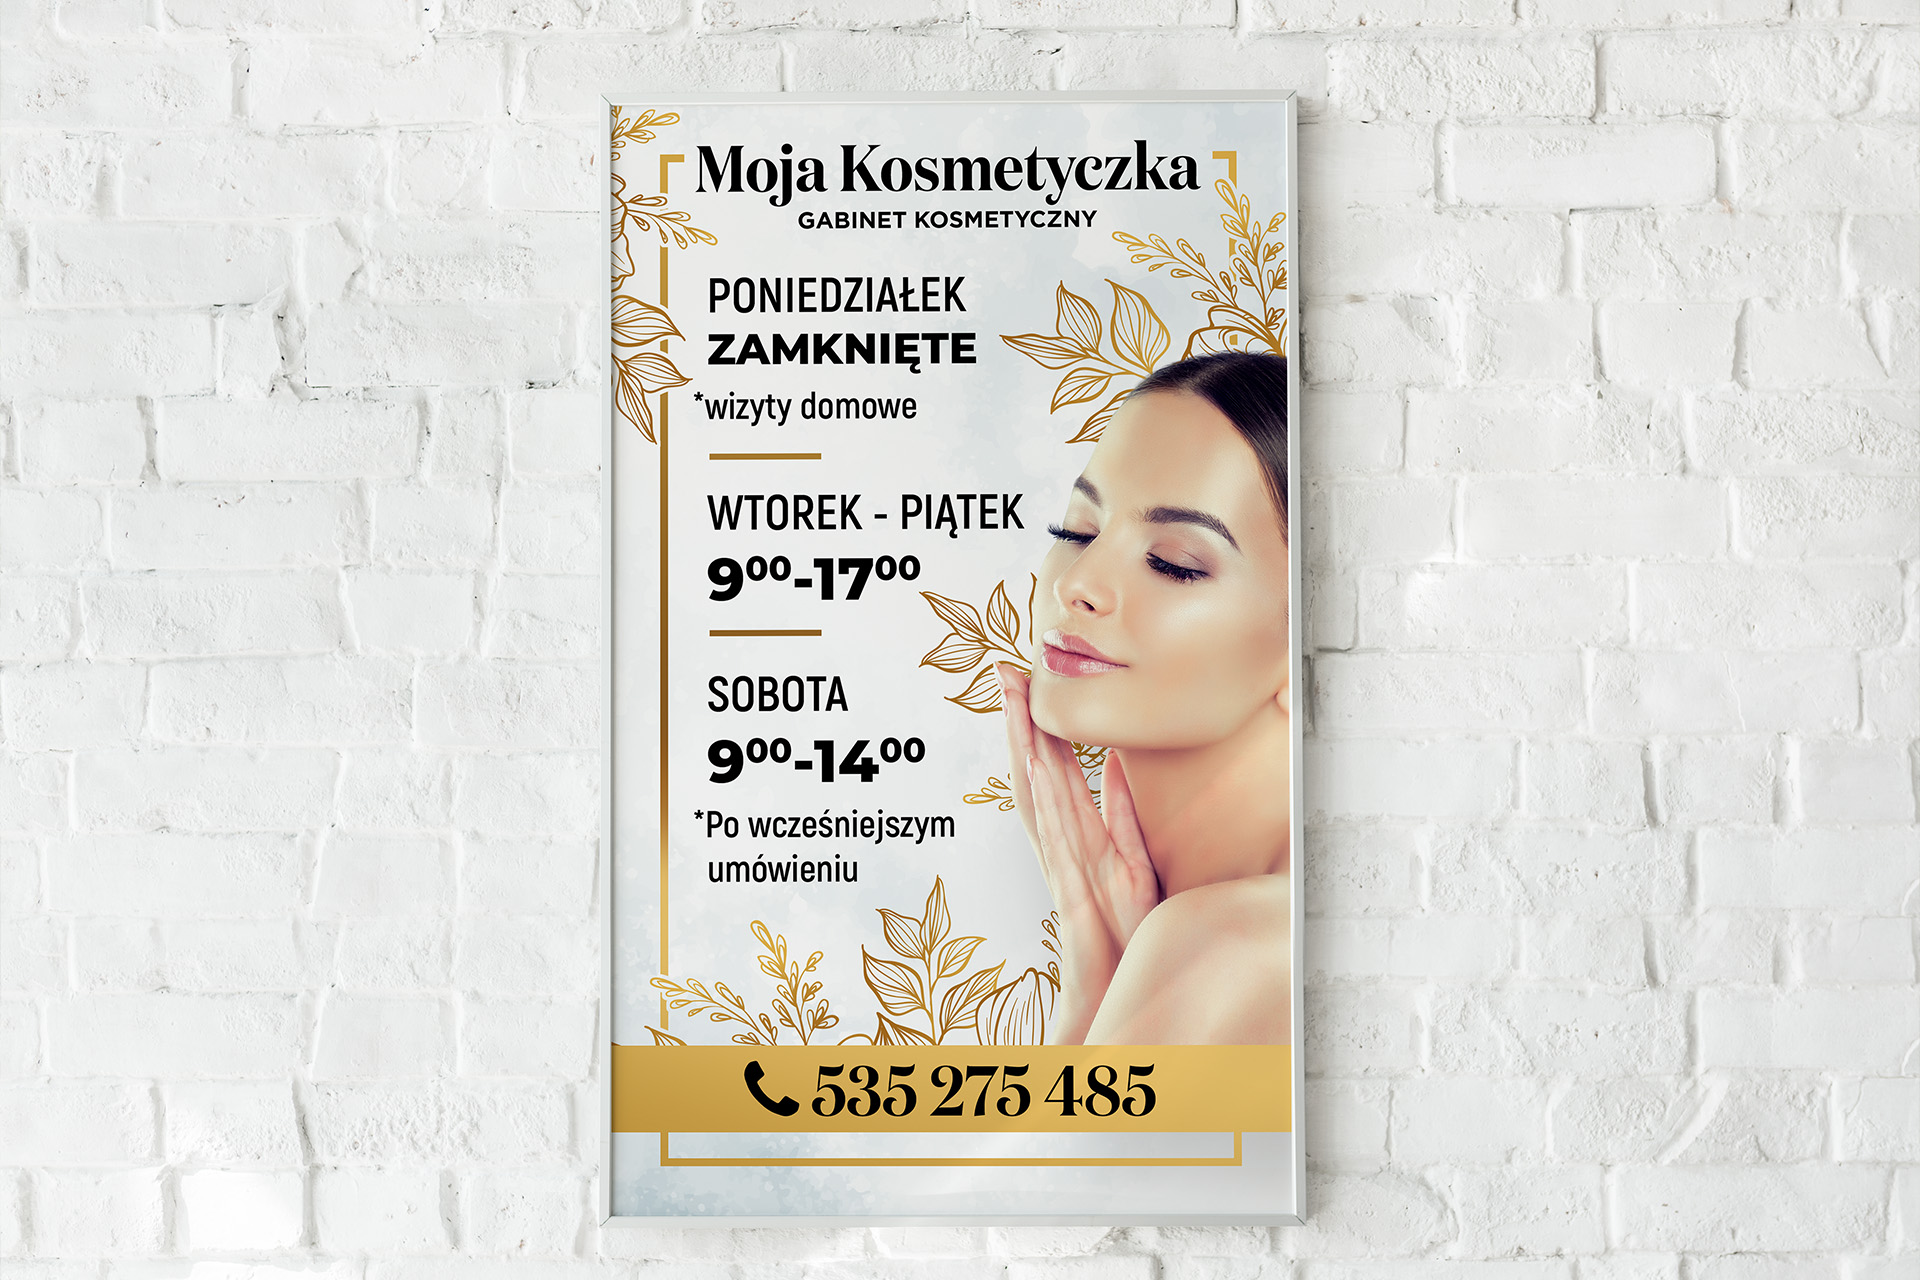 Moja Kosmetyczka
GABINET KOSMETYCZNY
PONIEDZIAŁEK
ZAMKNIĘTE
*wizyty domowe
WTOREK - PIĄTEK
9⁰⁰-17⁰⁰
SOBOTA
9⁰⁰-14⁰⁰
*Po wcześniejszym
umówieniu
535 275 485